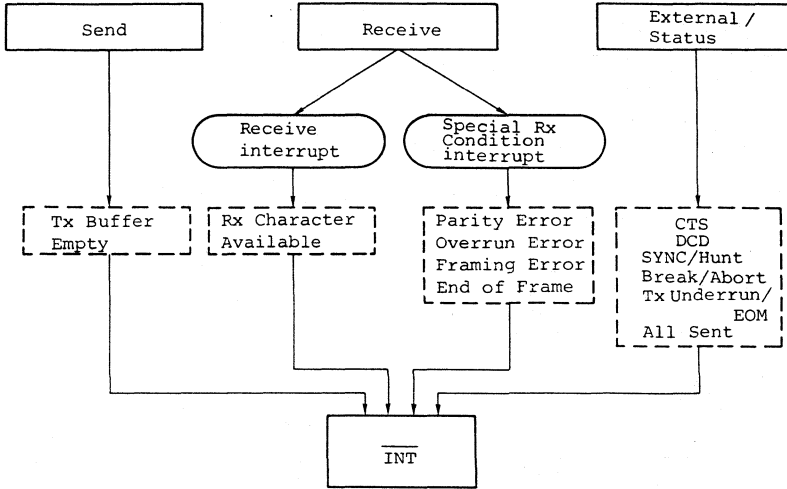 Send
Receive
External /
Status
Receive
interrupt
Special Rx
Condition
interrupt
Tx Buffer
Empty
Rx Character
Available
Parity Error
Overrun Error
Framing Error
End of Frame
CTS
DCD
SYNC/Hunt
Break/Abort
Tx Underrun/
EOM
All Sent
INT